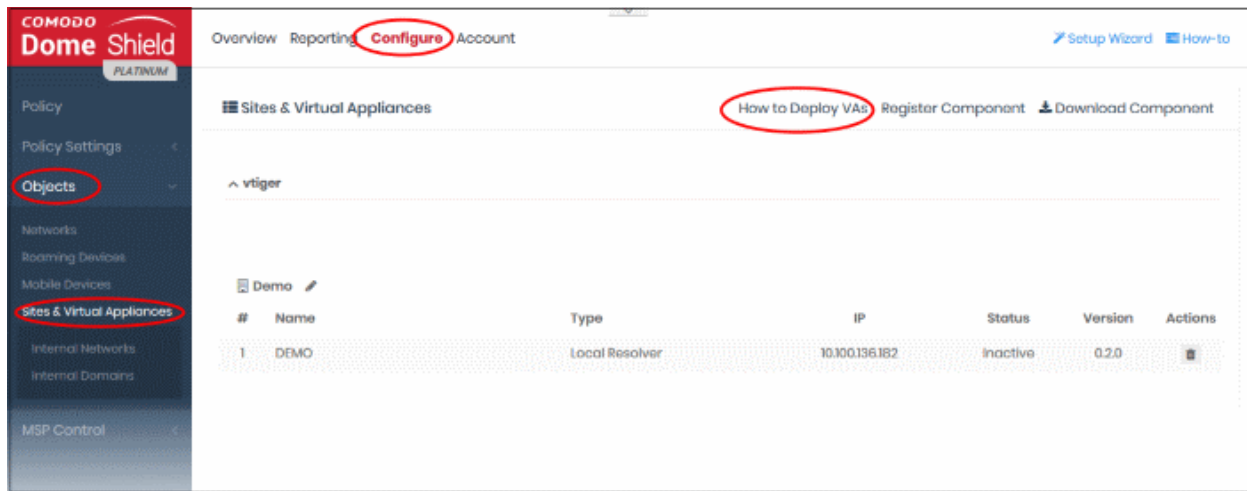 COMODO
Dome Shield
PLATINUM
Overview Reporting Configure Account
Setup Wizard How-to
Policy
Policy Settings
Objects
Networks
Roaming Devices
Mobile Devices
Sites & Virtual Appliances
Internal Networks
Internal Domains
MSP Control
Sites & Virtual Appliances
How to Deploy VAs Register Component Download Component
vtiger
Demo
# Name Type IP Status Version Actions
1 DEMO Local Resolver 10.100.136.182 Inactive 0.2.0